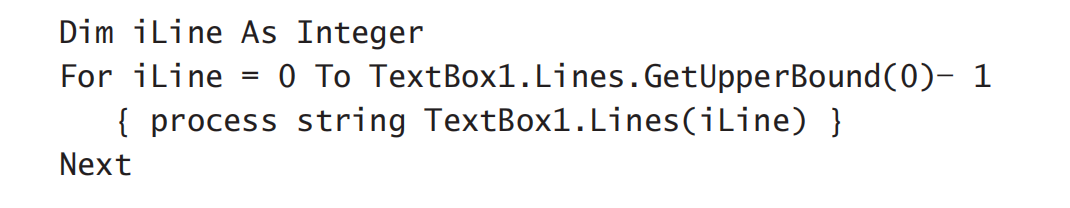 Dim iLine As Integer
For iLine = 0 To TextBox1.Lines.GetUpperBound(0)– 1
   { process string TextBox1.Lines(iLine) }
Next